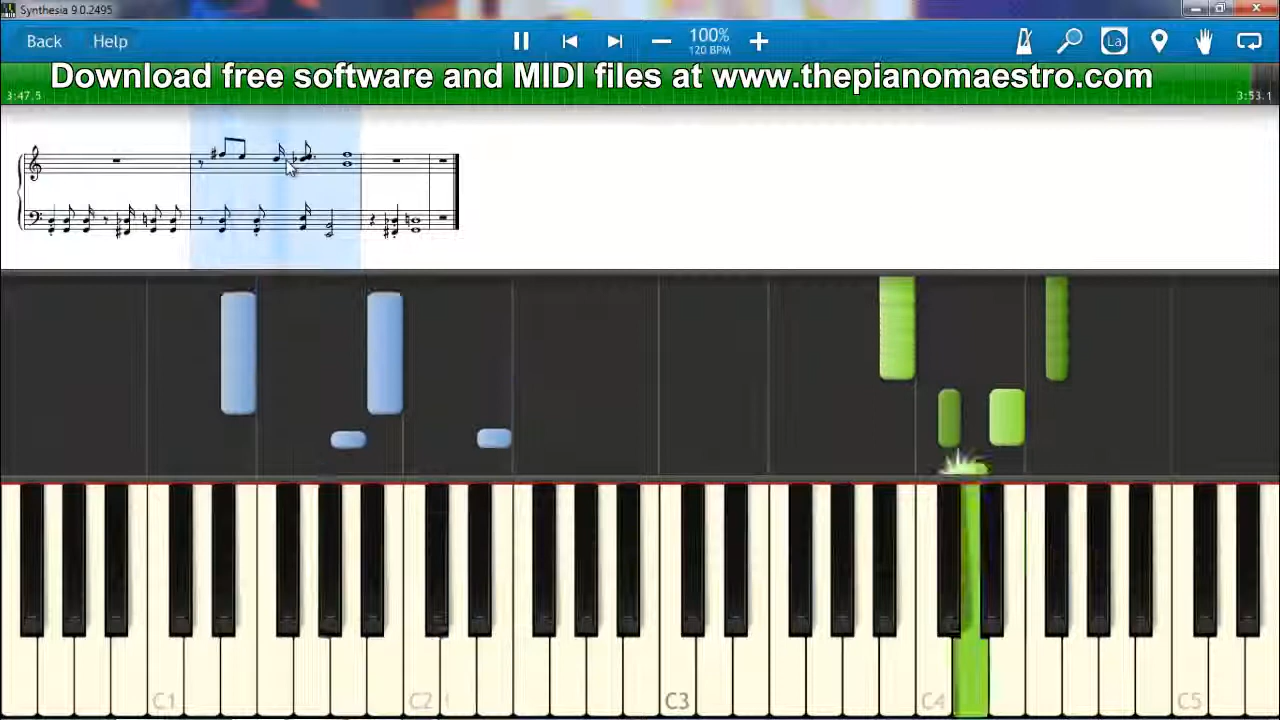 Synthesia 9.0.2495
Back Help 100% La
120 BPM
Download free software and MIDI files at www.thepianomaestro.com
3:47.5 3:53.1
C1 C2 C3 C4 C5